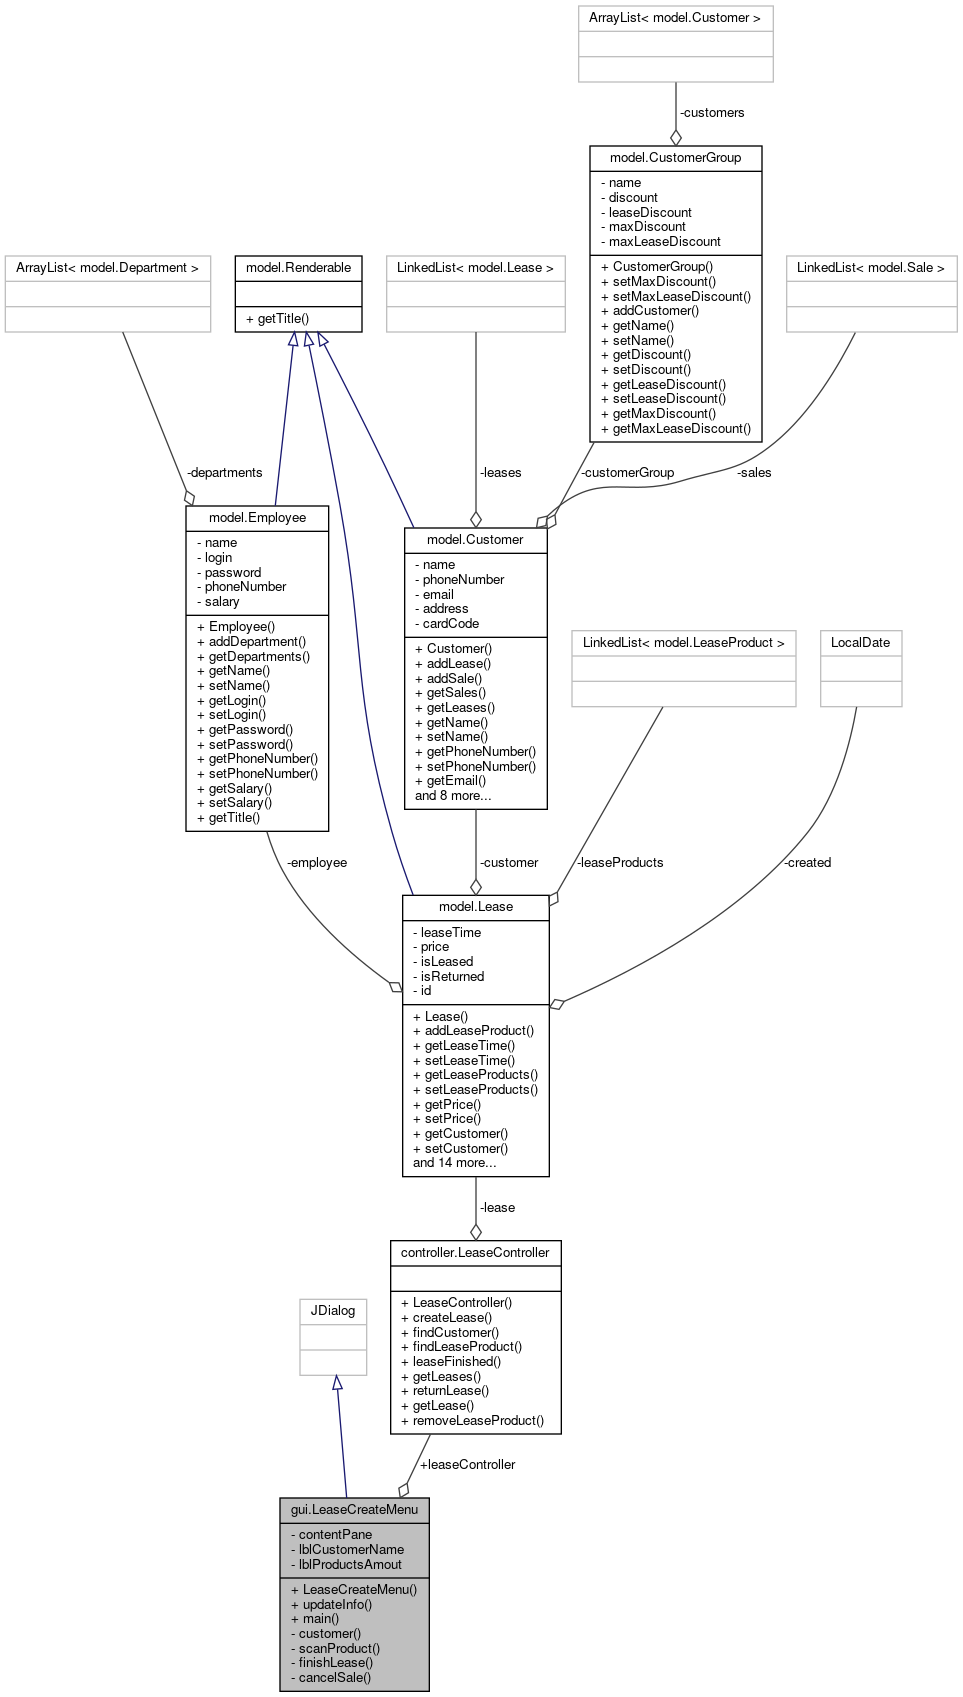 ArrayList< model.Customer >
-customers
model.CustomerGroup
- name
- discount
- leaseDiscount
- maxDiscount
- maxLeaseDiscount
+ CustomerGroup()
+ setMaxDiscount()
+ setMaxLeaseDiscount()
+ addCustomer()
+ getName()
+ setName()
+ getDiscount()
+ setDiscount()
+ getLeaseDiscount()
+ setLeaseDiscount()
+ getMaxDiscount()
+ getMaxLeaseDiscount()
ArrayList< model.Department >
model.Renderable
+ getTitle()
LinkedList< model.Lease >
LinkedList< model.Sale >
-departments
-leases
-customerGroup
-sales
model.Employee
- name
- login
- password
- phoneNumber
- salary
+ Employee()
+ addDepartment()
+ getDepartments()
+ getName()
+ setName()
+ getLogin()
+ setLogin()
+ getPassword()
+ setPassword()
+ getPhoneNumber()
+ setPhoneNumber()
+ getSalary()
+ setSalary()
+ getTitle()
model.Customer
- name
- phoneNumber
- email
- address
- cardCode
+ Customer()
+ addLease()
+ addSale()
+ getSales()
+ getLeases()
+ getName()
+ setName()
+ getPhoneNumber()
+ setPhoneNumber()
+ getEmail()
and 8 more...
LinkedList< model.LeaseProduct >
LocalDate
-employee
-customer
-leaseProducts
-created
model.Lease
- leaseTime
- price
- isLeased
- isReturned
- id
+ Lease()
+ addLeaseProduct()
+ getLeaseTime()
+ setLeaseTime()
+ getLeaseProducts()
+ setLeaseProducts()
+ getPrice()
+ setPrice()
+ getCustomer()
+ setCustomer()
and 14 more...
-lease
controller.LeaseController
+ LeaseController()
+ createLease()
+ findCustomer()
+ findLeaseProduct()
+ leaseFinished()
+ getLeases()
+ returnLease()
+ getLease()
+ removeLeaseProduct()
JDialog
+leaseController
gui.LeaseCreateMenu
- contentPane
- lblCustomerName
- lblProductsAmout
+ LeaseCreateMenu()
+ updateInfo()
+ main()
- customer()
- scanProduct()
- finishLease()
- cancelSale()